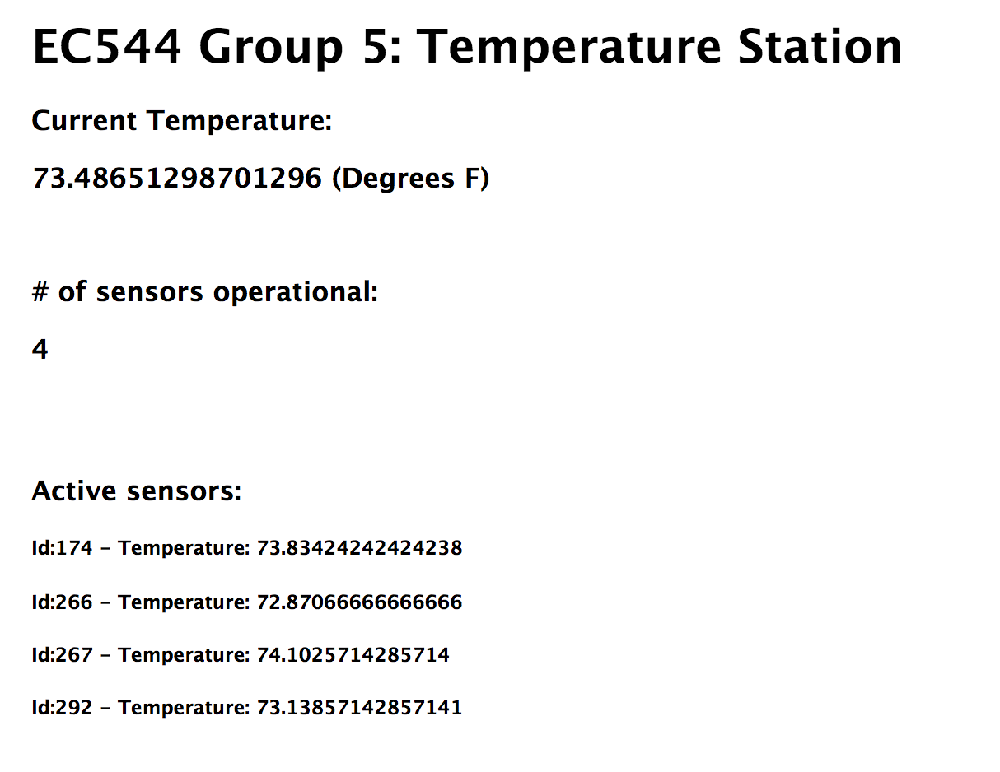 EC544 Group 5: Temperature Station
Current Temperature:
73.48651298701296 (Degrees F)
# of sensors operational:
4
Active sensors:
Id:174 – Temperature: 73.83424242424238
Id:266 – Temperature: 72.87066666666666
Id:267 – Temperature: 74.1025714285714
Id:292 – Temperature: 73.13857142857141